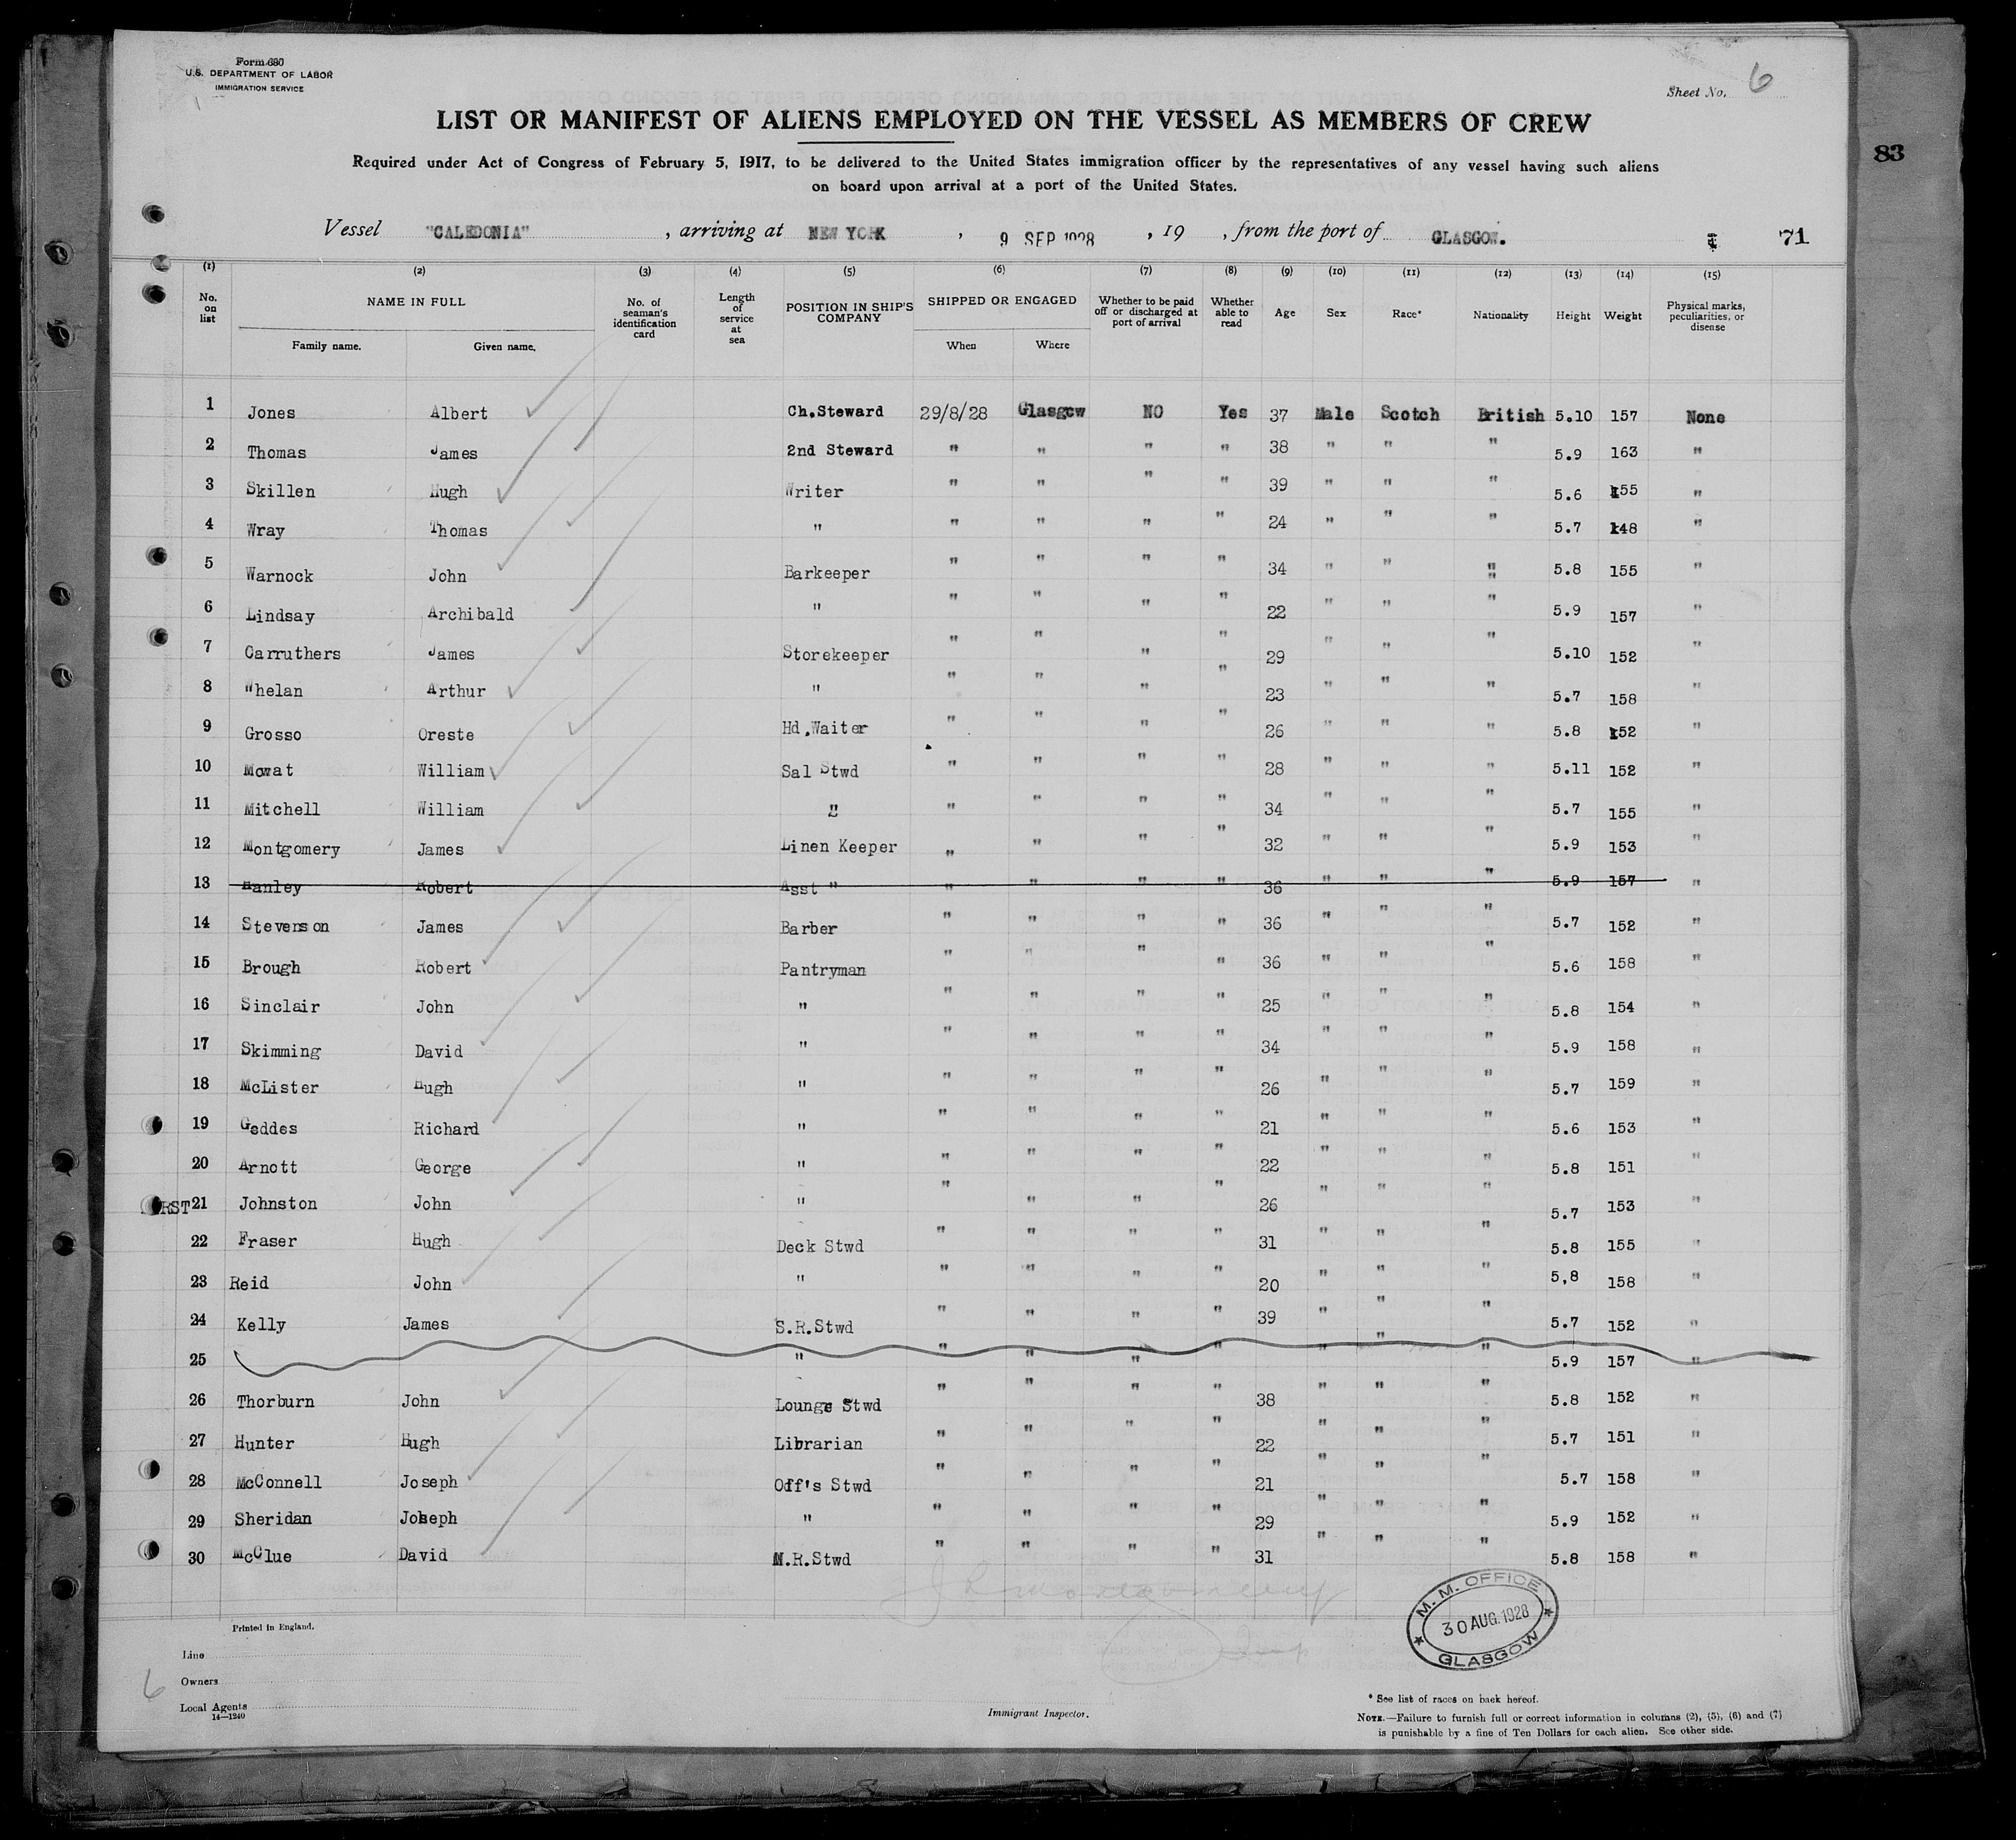 Form 680
U.S. DEPARTMENT OF LABOR
IMMIGRATION SERVICE
Sheet No. 6
LIST OR MANIFEST OF ALIENS EMPLOYED ON THE VESSEL AS MEMBERS OF CREW
83
Required under Act of Congress of February 5, 1917, to be delivered to the United States immigration officer by the representatives of any vessel having such aliens
on board upon arrival at a port of the United States.
Vessel "CALEDONIA", arriving at NEW YORK, 9 SEP 1928, 19 , from the port of GLASGOW. 71
(1) (2) (3) (4) (5) (6) (7) (8) (9) (10) (11) (12) (13) (14) (15)
No. on list NAME IN FULL Family name. Given name. No. of seaman's identification card Length of service at sea POSITION IN SHIP'S COMPANY SHIPPED OR ENGAGED When Where Whether to be paid off or discharged at port of arrival Whether able to read Age Sex Race* Nationality Height Weight Physical marks, peculiarities, or disease
1 Jones Albert Ch.Steward 29/8/28 Glasgow NO Yes 37 Male Scotch British 5.10 157 None
2 Thomas James 2nd Steward " " " " 38 " " " 5.9 163 "
3 Skillen Hugh Writer " " " " 39 " " " 5.6 155 "
4 Wray Thomas " " " " " 24 " " " 5.7 148 "
5 Warnock John Barkeeper " " " " 34 " " " 5.8 155 "
6 Lindsay Archibald " " " " " 22 " " " 5.9 157 "
7 Carruthers James Storekeeper " " " " 29 " " " 5.10 152 "
8 Whelan Arthur " " " " " 23 " " " 5.7 158 "
9 Grosso Oreste Hd.Waiter " " " " 26 " " " 5.8 152 "
10 Mowat William Sal Stwd " " " " 28 " " " 5.11 152 "
11 Mitchell William " " " " " 34 " " " 5.7 155 "
12 Montgomery James Linen Keeper " " " " 32 " " " 5.9 153 "
13 Hanley Robert Asst " " " " " 36 " " " 5.9 157 "
14 Stevenson James Barber " " " " 36 " " " 5.7 152 "
15 Brough Robert Pantryman " " " " 36 " " " 5.6 158 "
16 Sinclair John " " " " " 25 " " " 5.8 154 "
17 Skimming David " " " " " 34 " " " 5.9 158 "
18 McLister Hugh " " " " " 26 " " " 5.7 159 "
19 Geddes Richard " " " " " 21 " " " 5.6 153 "
20 Arnott George " " " " " 22 " " " 5.8 151 "
RST 21 Johnston John " " " " " 26 " " " 5.7 153 "
22 Fraser Hugh Deck Stwd " " " " 31 " " " 5.8 155 "
23 Reid John " " " " " 20 " " " 5,8 158 "
24 Kelly James S.R.Stwd " " " " 39 " " " 5.7 152 "
25 " " " " " " " " 5.9 157 "
26 Thorburn John Lounge Stwd " " " " 38 " " " 5.8 152 "
27 Hunter Hugh Librarian " " " " 22 " " " 5.7 151 "
28 McConnell Joseph Off's Stwd " " " " 21 " " " 5.7 158 "
29 Sheridan Joseph " " " " " 29 " " " 5.9 152 "
30 McClue David M.R.Stwd " " " " 31 " " " 5.8 158 "
Printed in England.
M. M. OFFICE
30 AUG. 1928
GLASGOW
Line
Owners
6
Local Agents
14—1240
Immigrant Inspector.
* See list of races on back hereof.
NOTE.—Failure to furnish full or correct information in columns (2), (5), (6) and (7)
is punishable by a fine of Ten Dollars for each alien. See other side.